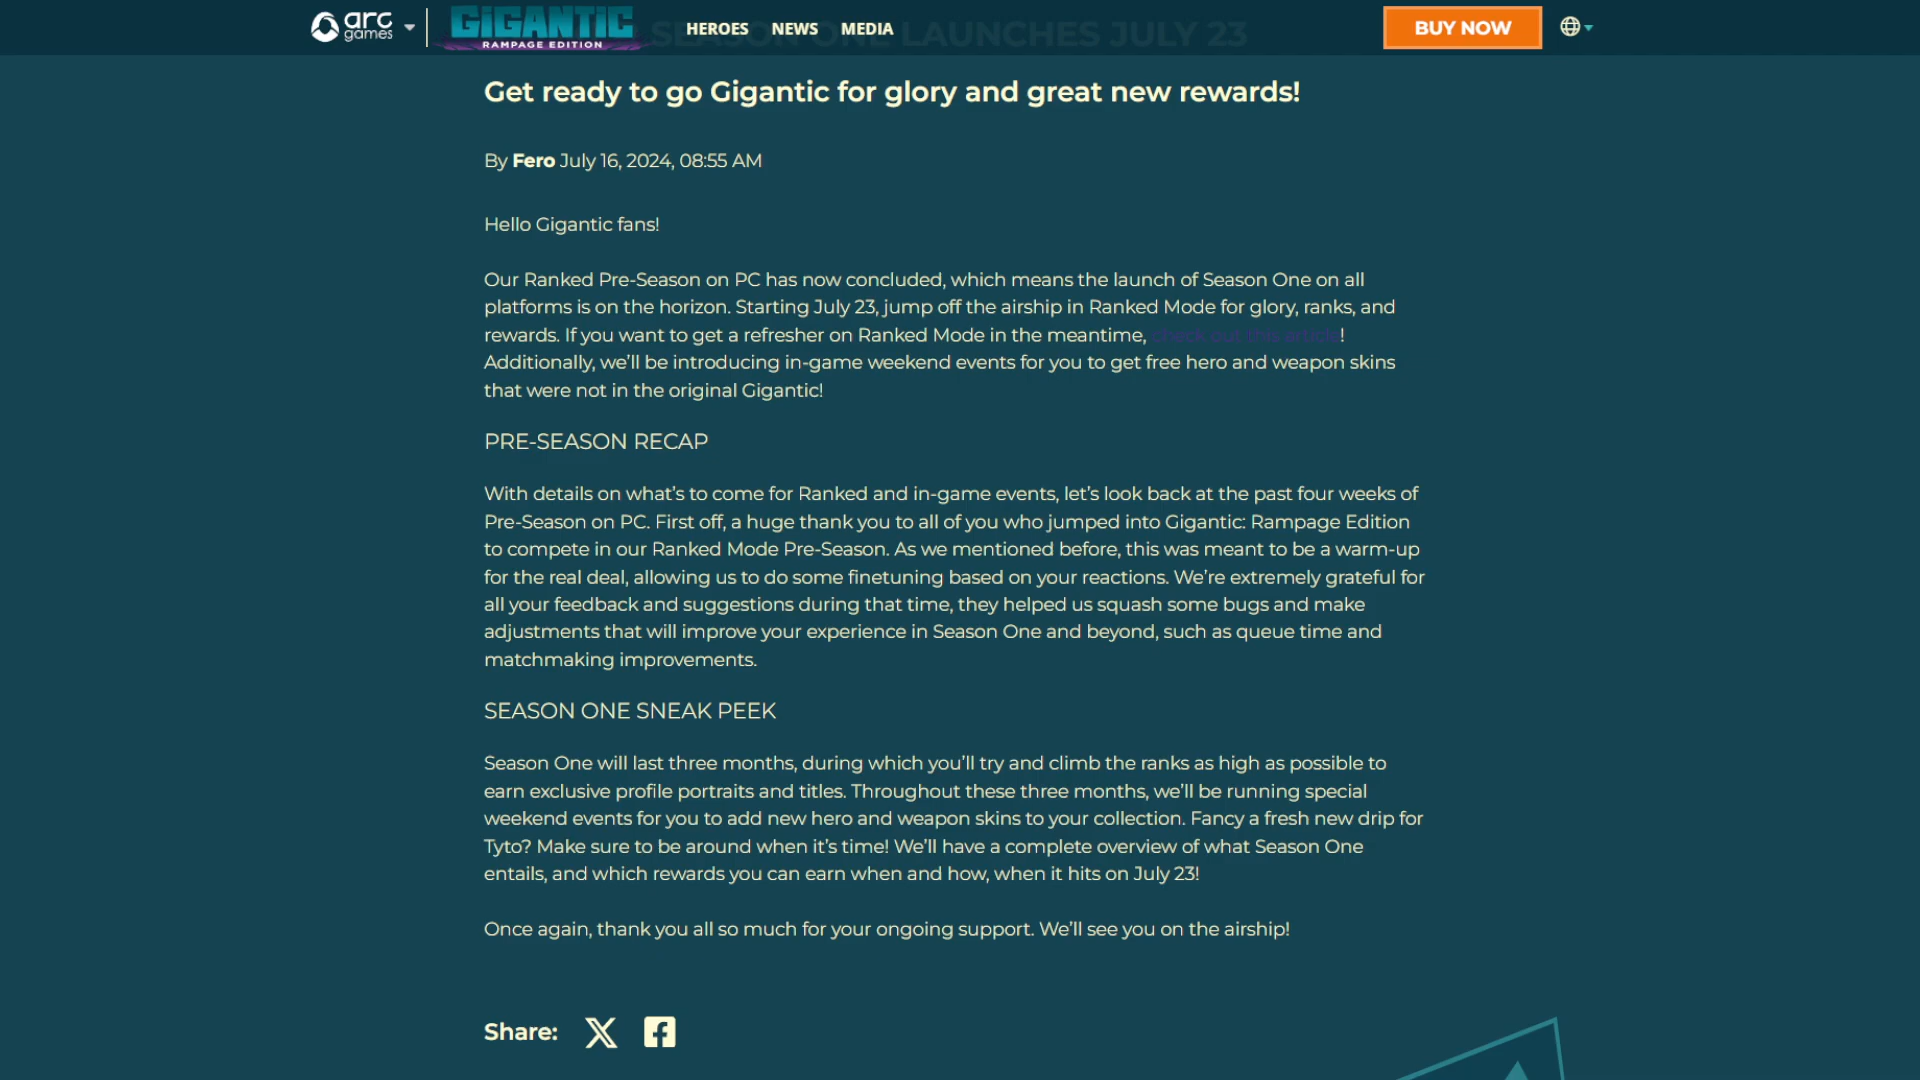 arc games
GIGANTIC
RAMPAGE EDITION
HEROES NEWS MEDIA
SEASON ONE LAUNCHES JULY 23
BUY NOW
Get ready to go Gigantic for glory and great new rewards!
By Fero July 16, 2024, 08:55 AM
Hello Gigantic fans!
Our Ranked Pre-Season on PC has now concluded, which means the launch of Season One on all
platforms is on the horizon. Starting July 23, jump off the airship in Ranked Mode for glory, ranks, and
rewards. If you want to get a refresher on Ranked Mode in the meantime, check out this article!
Additionally, we'll be introducing in-game weekend events for you to get free hero and weapon skins
that were not in the original Gigantic!
PRE-SEASON RECAP
With details on what's to come for Ranked and in-game events, let's look back at the past four weeks of
Pre-Season on PC. First off, a huge thank you to all of you who jumped into Gigantic: Rampage Edition
to compete in our Ranked Mode Pre-Season. As we mentioned before, this was meant to be a warm-up
for the real deal, allowing us to do some finetuning based on your reactions. We're extremely grateful for
all your feedback and suggestions during that time, they helped us squash some bugs and make
adjustments that will improve your experience in Season One and beyond, such as queue time and
matchmaking improvements.
SEASON ONE SNEAK PEEK
Season One will last three months, during which you'll try and climb the ranks as high as possible to
earn exclusive profile portraits and titles. Throughout these three months, we'll be running special
weekend events for you to add new hero and weapon skins to your collection. Fancy a fresh new drip for
Tyto? Make sure to be around when it's time! We'll have a complete overview of what Season One
entails, and which rewards you can earn when and how, when it hits on July 23!
Once again, thank you all so much for your ongoing support. We'll see you on the airship!
Share: